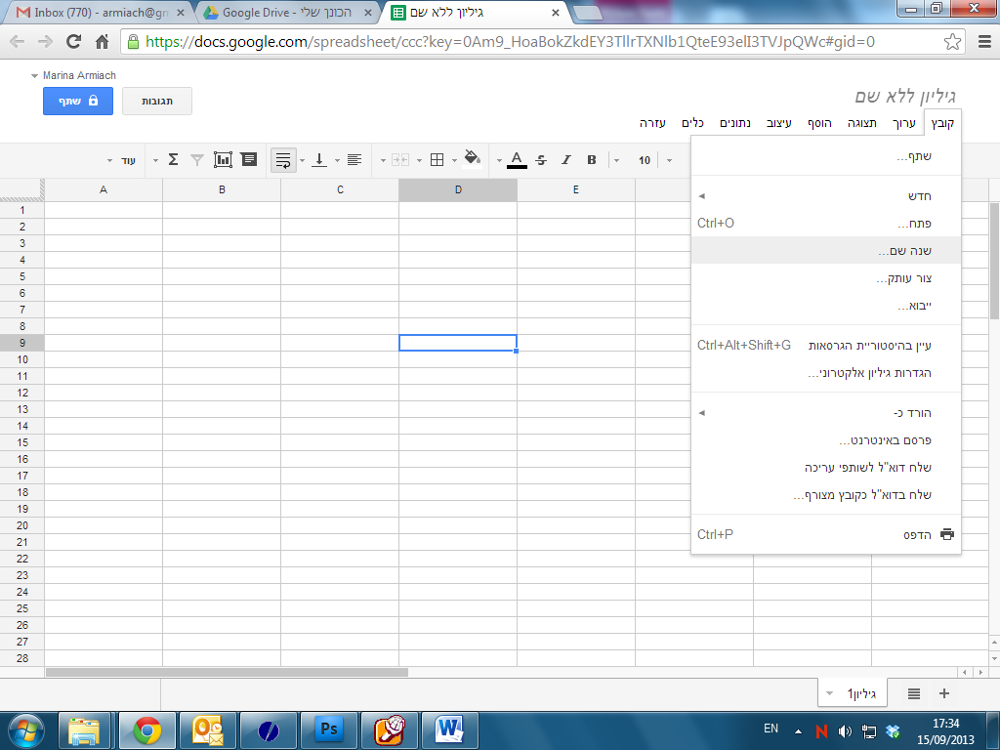 Inbox (770) - armiach@gm
הכונן שלי - Google Drive
גיליון ללא שם
https://docs.google.com/spreadsheet/ccc?key=0Am9_HoaBokZkdEY3TllrTXNlb1QteE93elI3TVJpQWc#gid=0
Marina Armiach
שתף
תגובות
גיליון ללא שם
קובץ ערוך תצוגה הוסף עיצוב נתונים כלים עזרה
עוד
Σ
A
S
I
B
10
A B C D E
שתף...
חדש
פתח... Ctrl+O
שנה שם...
צור עותק...
ייבוא...
עיין בהיסטוריית הגרסאות Ctrl+Alt+Shift+G
הגדרות גיליון אלקטרוני...
הורד כ-
פרסם באינטרנט...
שלח דוא"ל לשותפי עריכה
שלח בדוא"ל כקובץ מצורף...
הדפס Ctrl+P
1
2
3
4
5
6
7
8
9
10
11
12
13
14
15
16
17
18
19
20
21
22
23
24
25
26
27
28
גיליון1
Ps
W
EN
N
17:34
15/09/2013